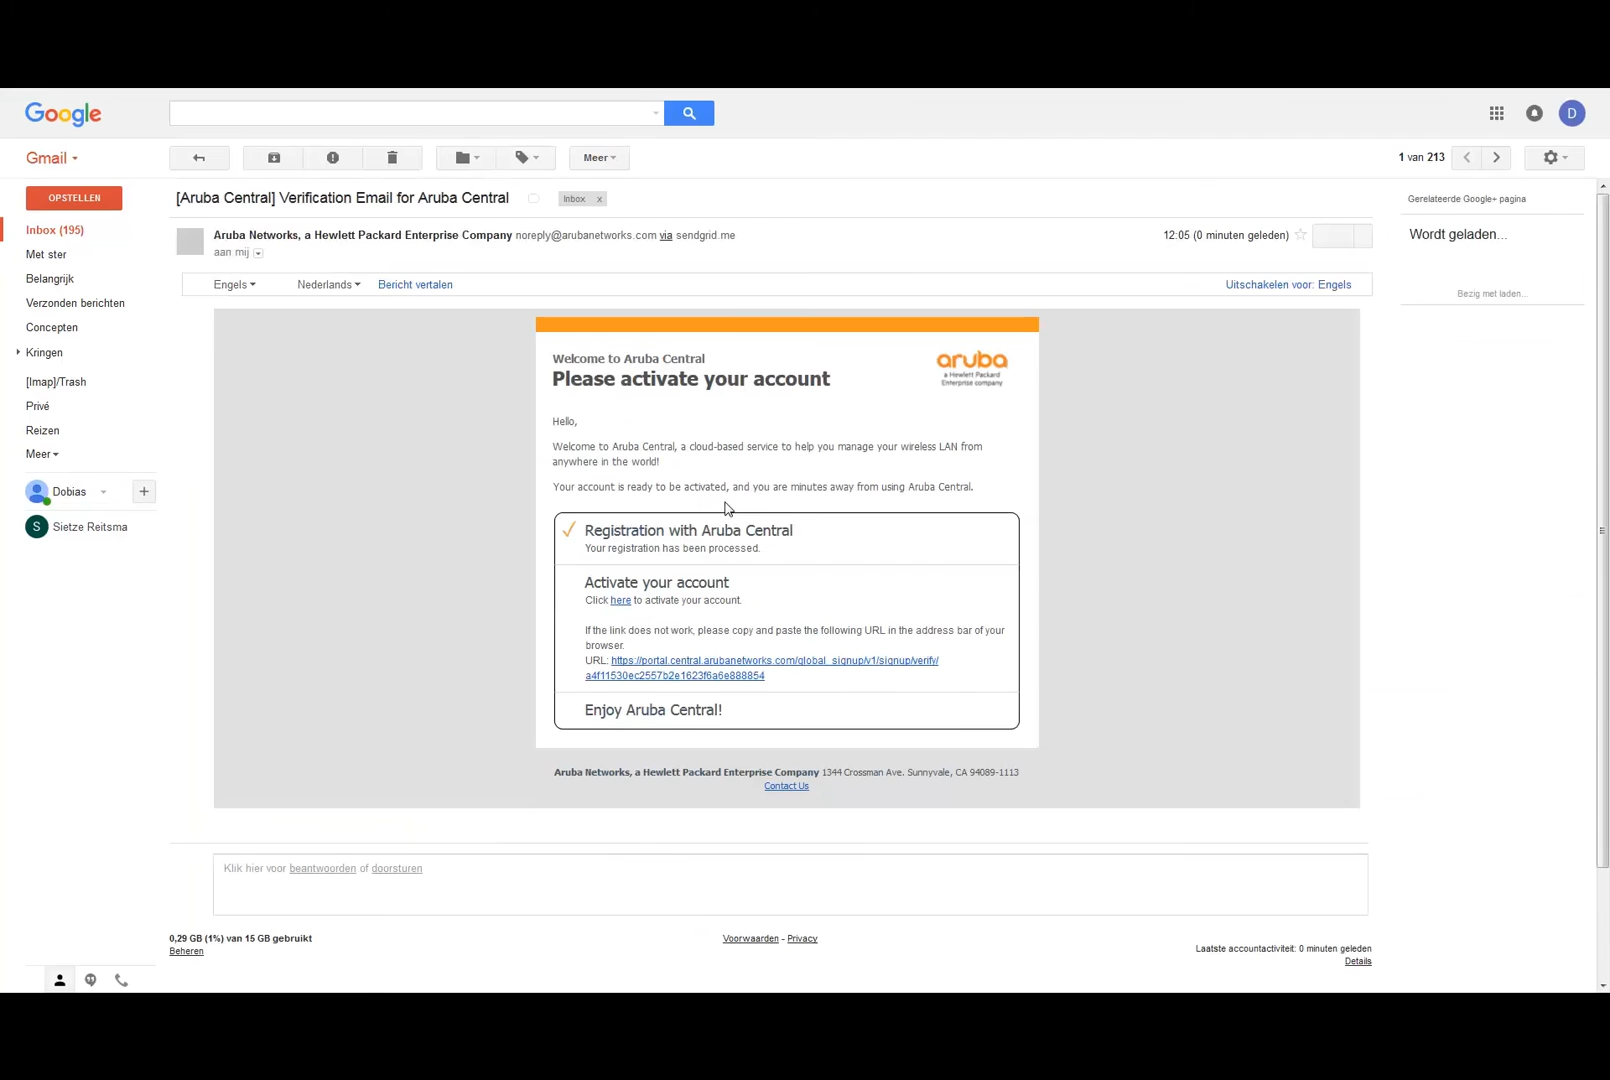 Google
D
Gmail
Meer
1 van 213
OPSTELLEN
[Aruba Central] Verification Email for Aruba Central
Inbox x
Gerelateerde Google+ pagina
Inbox (195)
Aruba Networks, a Hewlett Packard Enterprise Company noreply@arubanetworks.com via sendgrid.me
12:05 (0 minuten geleden)
Wordt geladen...
Met ster
aan mij
Belangrijk
Engels
Nederlands
Bericht vertalen
Uitschakelen voor: Engels
Bezig met laden...
Verzonden berichten
Concepten
Kringen
[Imap]/Trash
Privé
Reizen
Meer
Dobias
S
Sietze Reitsma
Welcome to Aruba Central
Please activate your account
aruba
a Hewlett Packard
Enterprise company
Hello,
Welcome to Aruba Central, a cloud-based service to help you manage your wireless LAN from
anywhere in the world!
Your account is ready to be activated, and you are minutes away from using Aruba Central.
Registration with Aruba Central
Your registration has been processed.
Activate your account
Click here to activate your account.
If the link does not work, please copy and paste the following URL in the address bar of your
browser.
URL: https://portal.central.arubanetworks.com/global_signup/v1/signup/verify/
a4f11530ec2557b2e1623f6a6e888854
Enjoy Aruba Central!
Aruba Networks, a Hewlett Packard Enterprise Company 1344 Crossman Ave. Sunnyvale, CA 94089-1113
Contact Us
Klik hier voor beantwoorden of doorsturen
0,29 GB (1%) van 15 GB gebruikt
Beheren
Voorwaarden - Privacy
Laatste accountactiviteit: 0 minuten geleden
Details